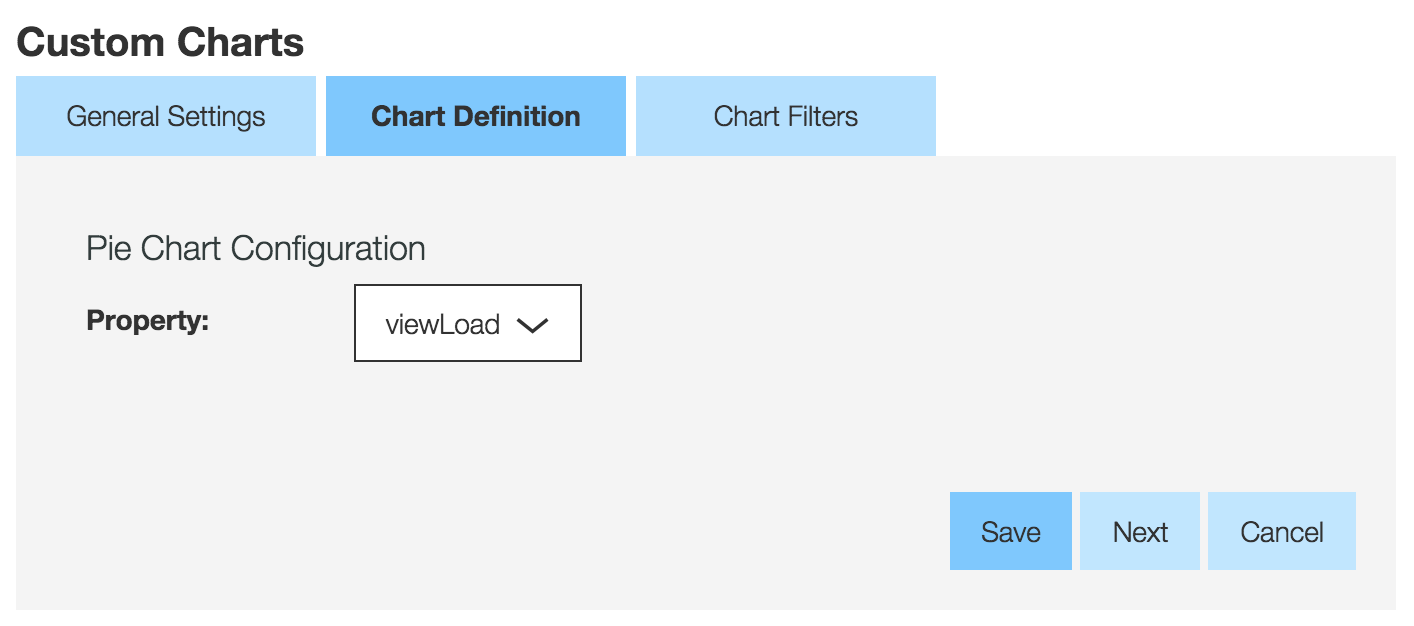 Custom Charts
General Settings
Chart Definition
Chart Filters
Pie Chart Configuration
Property:
viewLoad
Save
Next
Cancel